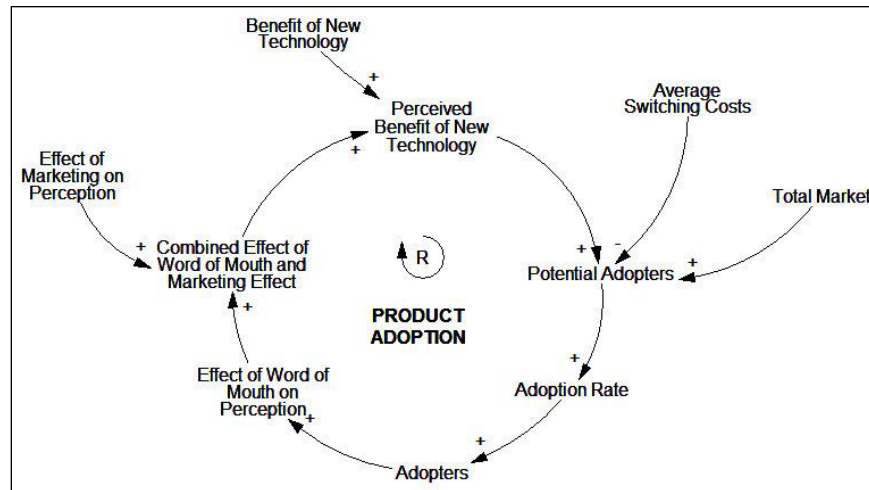 Benefit of New
Technology
+
Perceived
Benefit of New
Technology
+
Average
Switching Costs
Effect of
Marketing on
Perception
Total Market
+
Combined Effect of
Word of Mouth and
Marketing Effect
+
R
+
-
Potential Adopters
+
PRODUCT
ADOPTION
+
Adoption Rate
Effect of Word of
Mouth on
Perception
+
+
Adopters